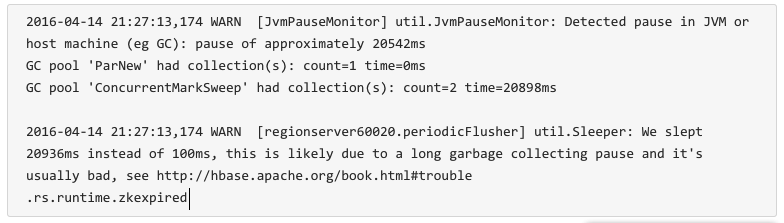 2016-04-14 21:27:13,174 WARN  [JvmPauseMonitor] util.JvmPauseMonitor: Detected pause in JVM or
host machine (eg GC): pause of approximately 20542ms
GC pool 'ParNew' had collection(s): count=1 time=0ms
GC pool 'ConcurrentMarkSweep' had collection(s): count=2 time=20898ms

2016-04-14 21:27:13,174 WARN  [regionserver60020.periodicFlusher] util.Sleeper: We slept
20936ms instead of 100ms, this is likely due to a long garbage collecting pause and it's
usually bad, see http://hbase.apache.org/book.html#trouble
.rs.runtime.zkexpired